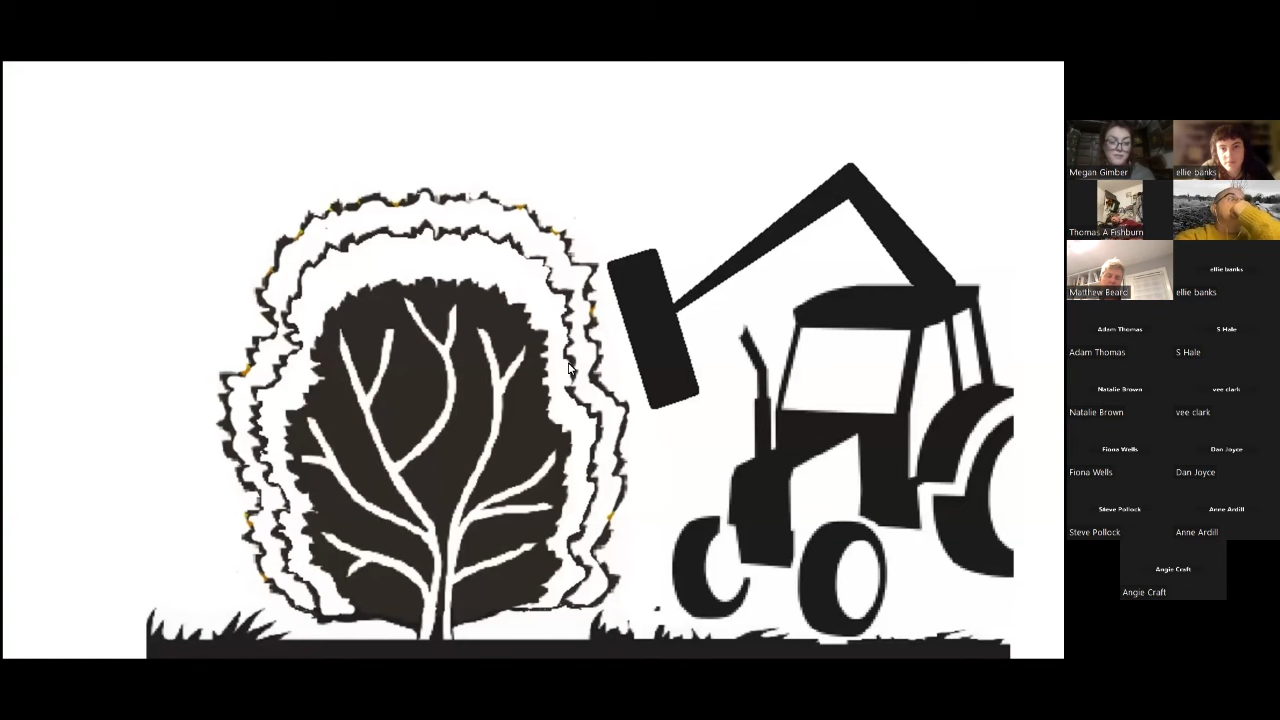 Megan Gimber
ellie banks
Thomas A Fishburn
Matthew Beard
ellie banks
ellie banks
Adam Thomas
S Hale
Adam Thomas
S Hale
Natalie Brown
vee clark
Natalie Brown
vee clark
Fiona Wells
Dan Joyce
Fiona Wells
Dan Joyce
Steve Pollock
Anne Ardill
Steve Pollock
Anne Ardill
Angie Craft
Angie Craft